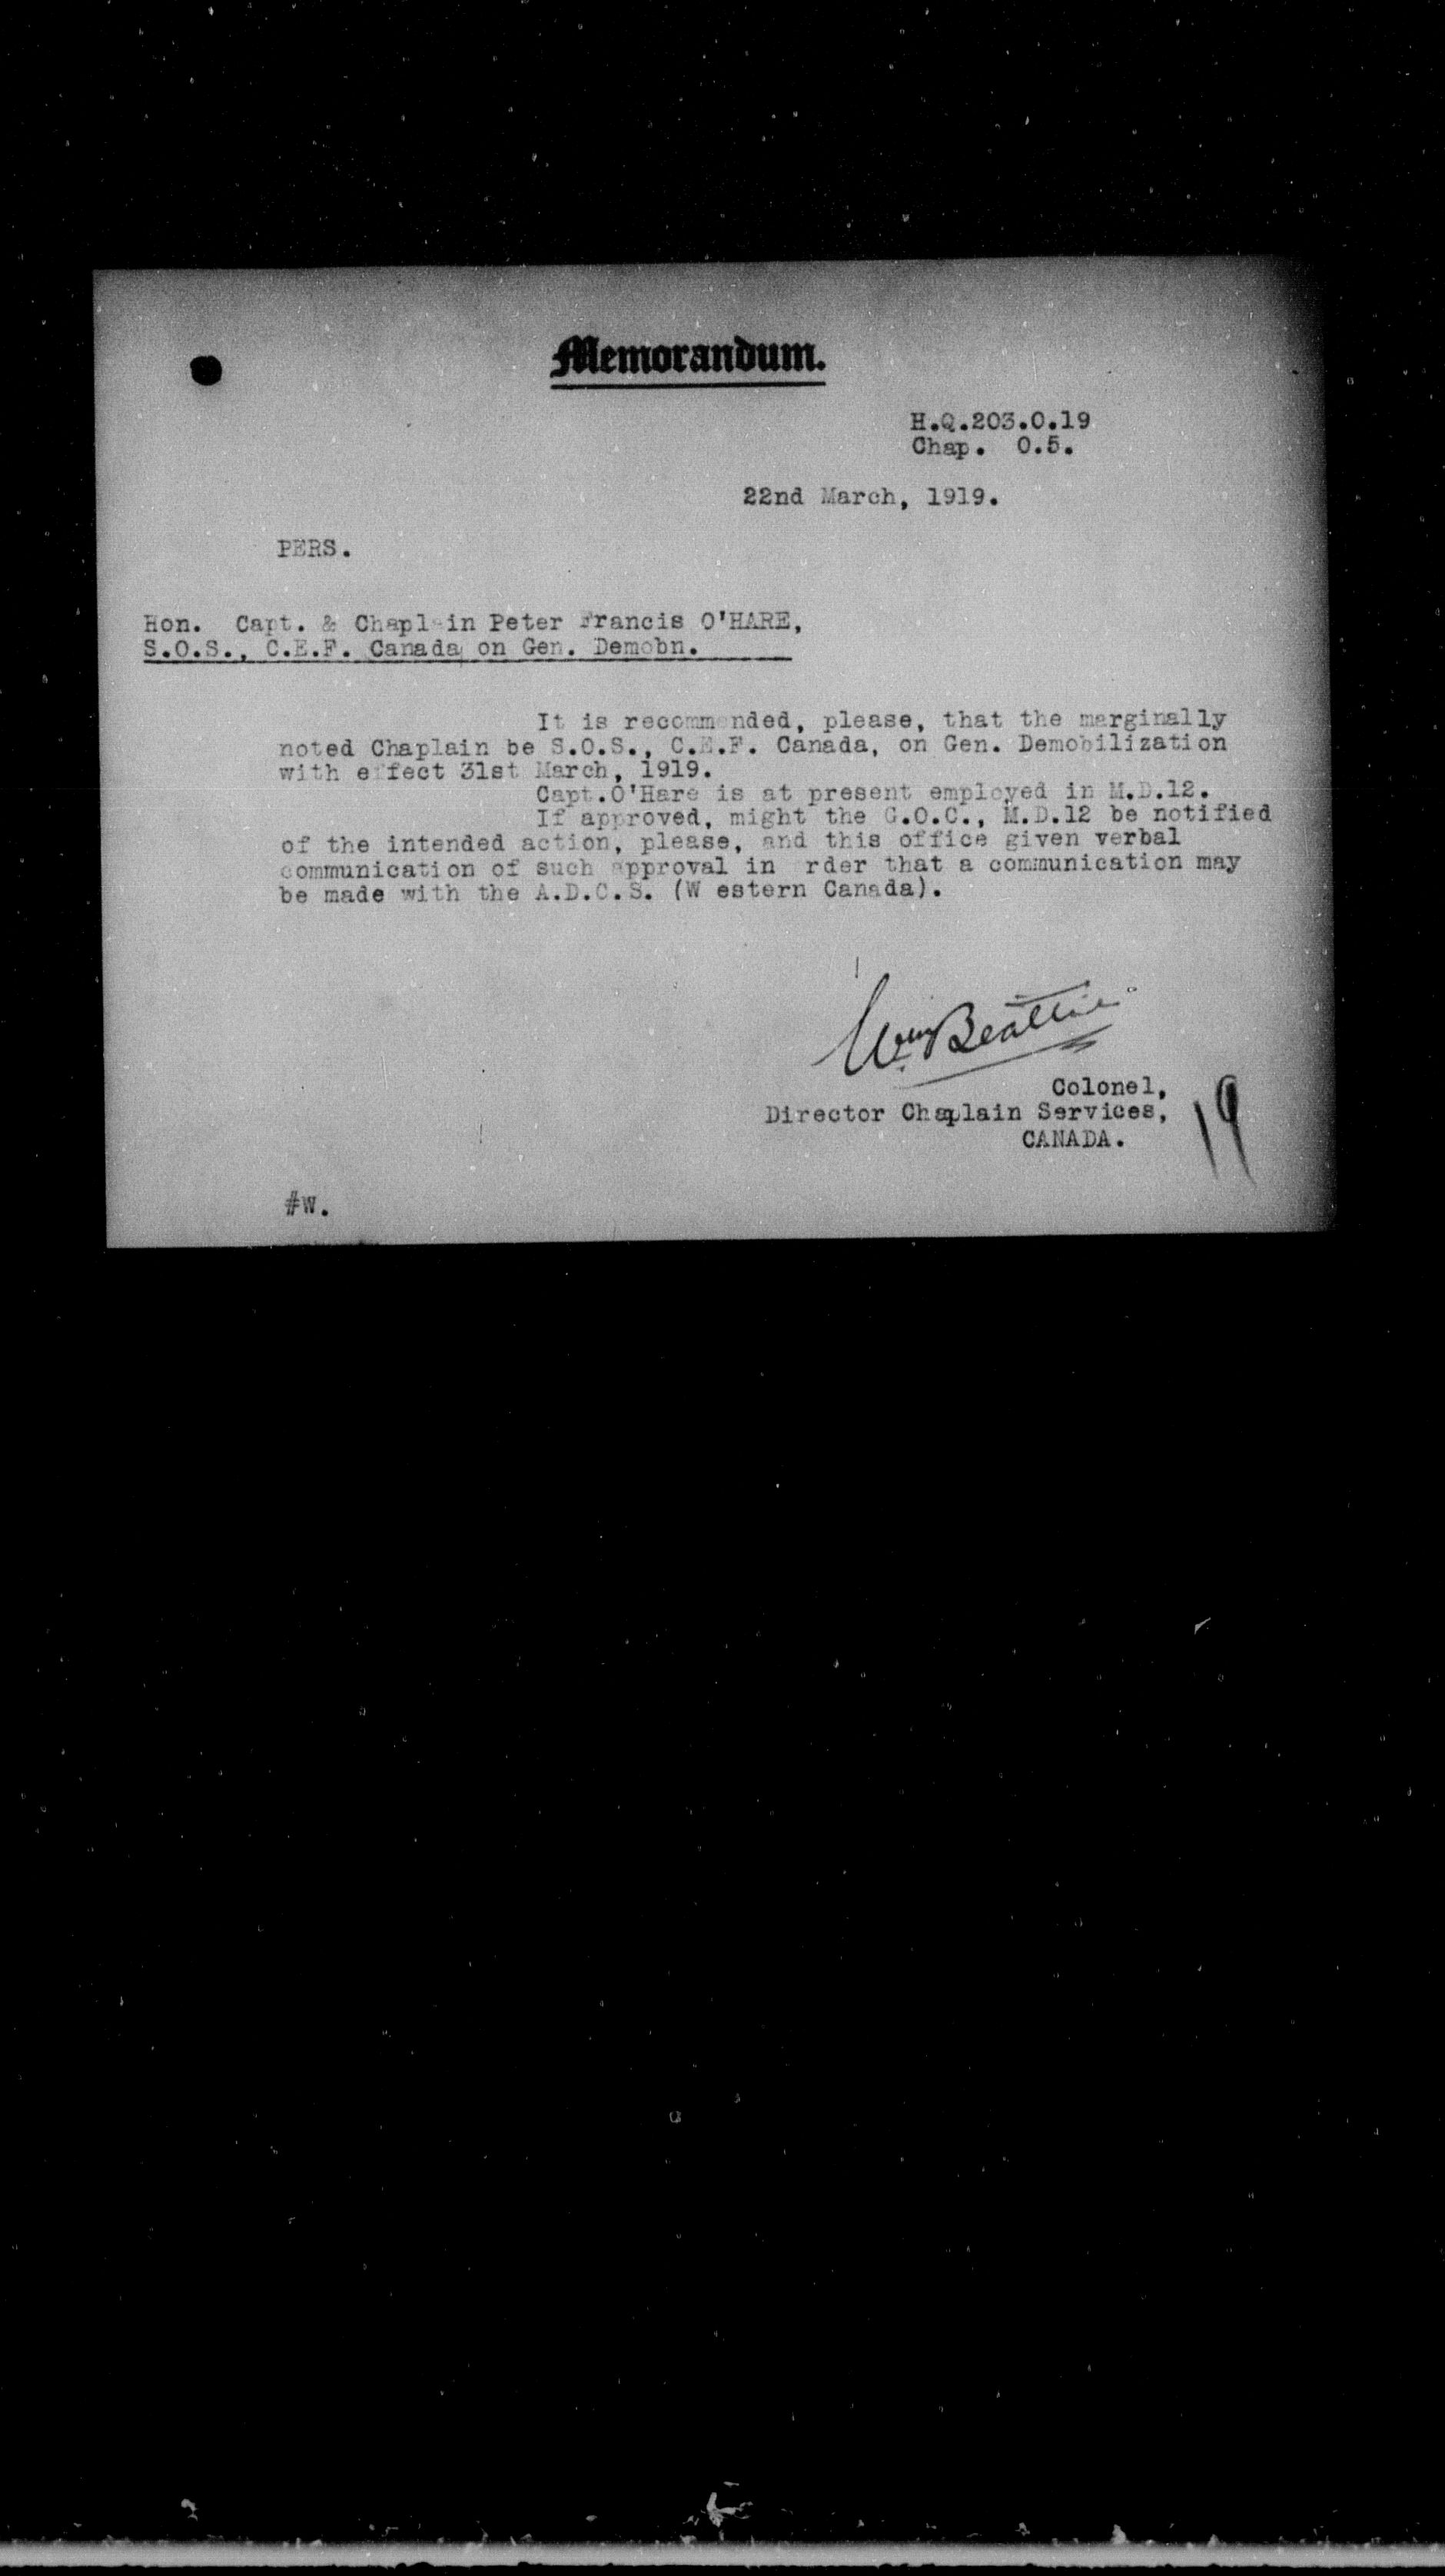 Memorandum.
H.Q.203.0.19
Chap. 0.5.
22nd March, 1919.
PERS.
Hon. Capt. & Chaplain Peter Francis O'HARE,
S.O.S., C.E.F. Canada on Gen. Demobn.
It is recommended, please, that the marginally
noted Chaplain be S.O.S., C.E.F. Canada, on Gen. Demobilization
with effect 31st March, 1919.
Capt.O'Hare is at present employed in M.D.12.
If approved, might the G.O.C., M.D.12 be notified
of the intended action, please, and this office given verbal
communication of such approval in rder that a communication may
be made with the A.D.C.S. (W estern Canada).
Wm Beattie
Colonel,
Director Chaplain Services,
CANADA.
19
#W.